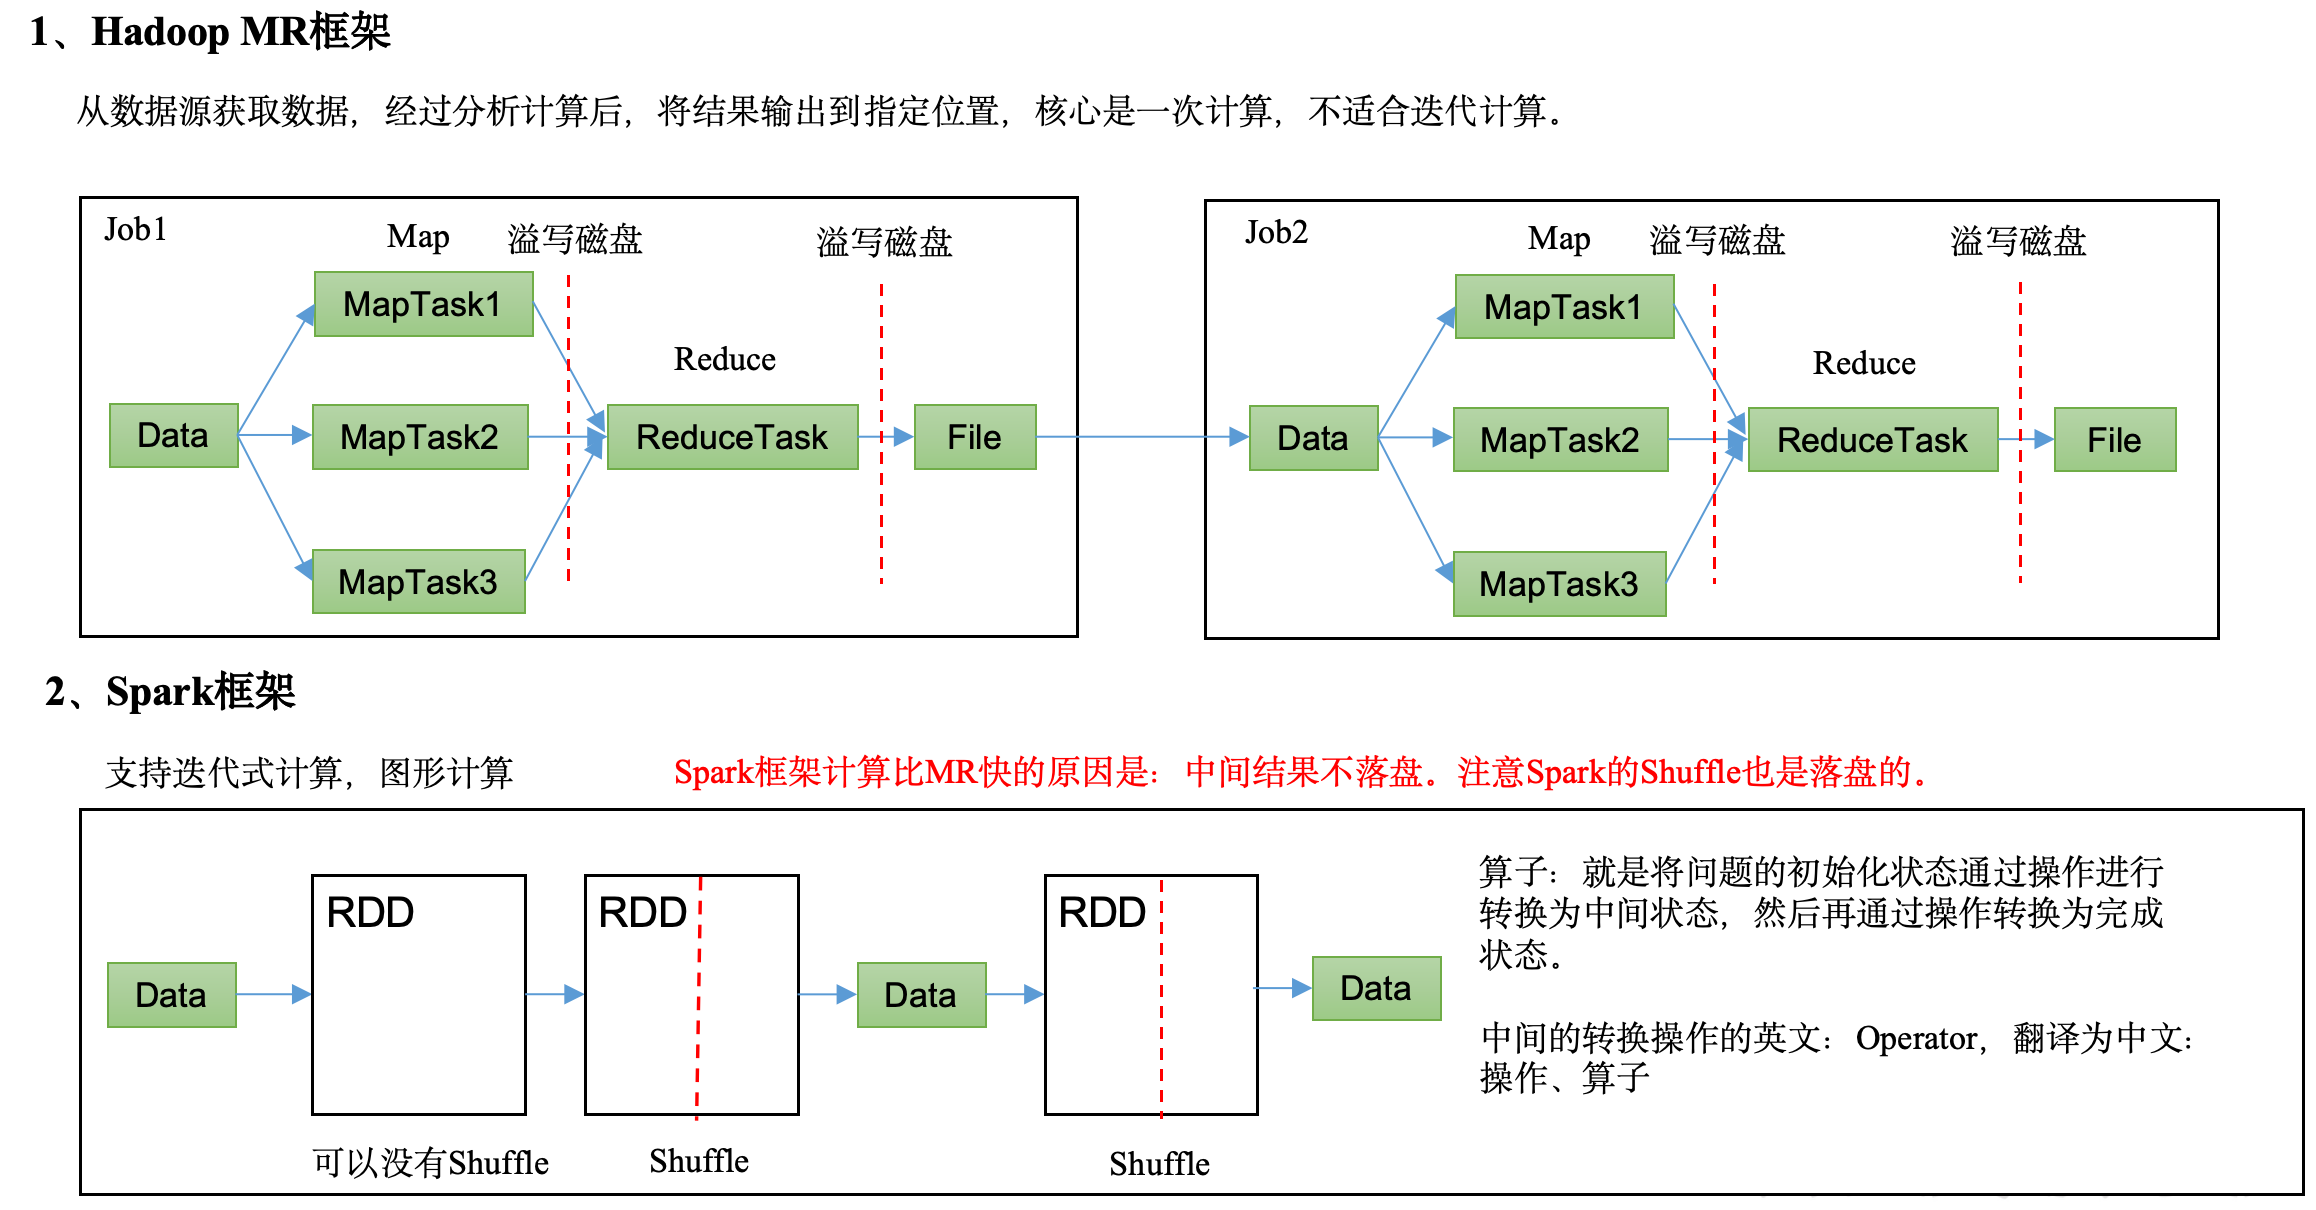 1、Hadoop MR框架
从数据源获取数据，经过分析计算后，将结果输出到指定位置，核心是一次计算，不适合迭代计算。
Job1
Map
溢写磁盘
溢写磁盘
MapTask1
Reduce
Data
MapTask2
ReduceTask
File
MapTask3
Job2
Map
溢写磁盘
溢写磁盘
MapTask1
Reduce
Data
MapTask2
ReduceTask
File
MapTask3
2、Spark框架
支持迭代式计算，图形计算
Spark框架计算比MR快的原因是：中间结果不落盘。注意Spark的Shuffle也是落盘的。
Data
RDD
可以没有Shuffle
RDD
Shuffle
Data
RDD
Shuffle
Data
算子：就是将问题的初始化状态通过操作进行
转换为中间状态，然后再通过操作转换为完成
状态。
中间的转换操作的英文：Operator，翻译为中文：
操作、算子